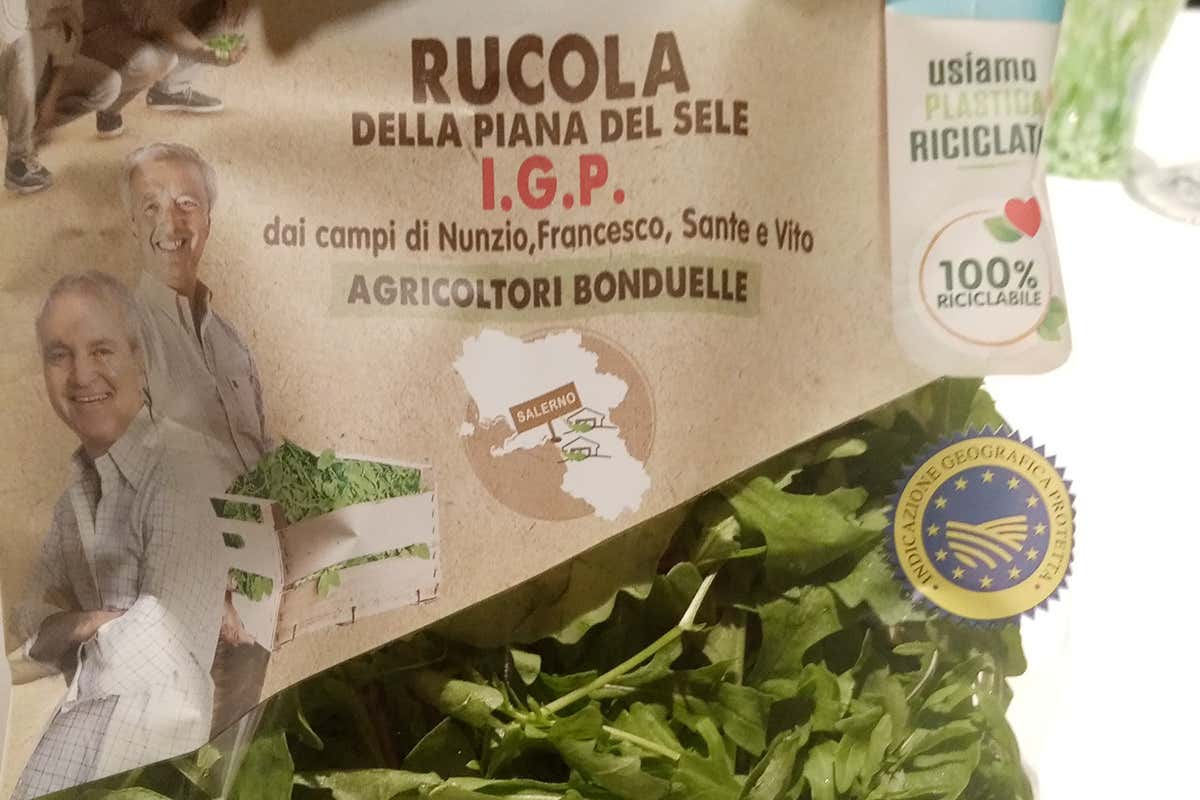 RUCOLA
DELLA PIANA DEL SELE
I.G.P.
dai campi di Nunzio, Francesco, Sante e Vito
AGRICOLTORI BONDUELLE
SALERNO
usiamo
PLASTICA
RICICLATA
100%
RICICLABILE
INDICAZIONE GEOGRAFICA PROTETTA